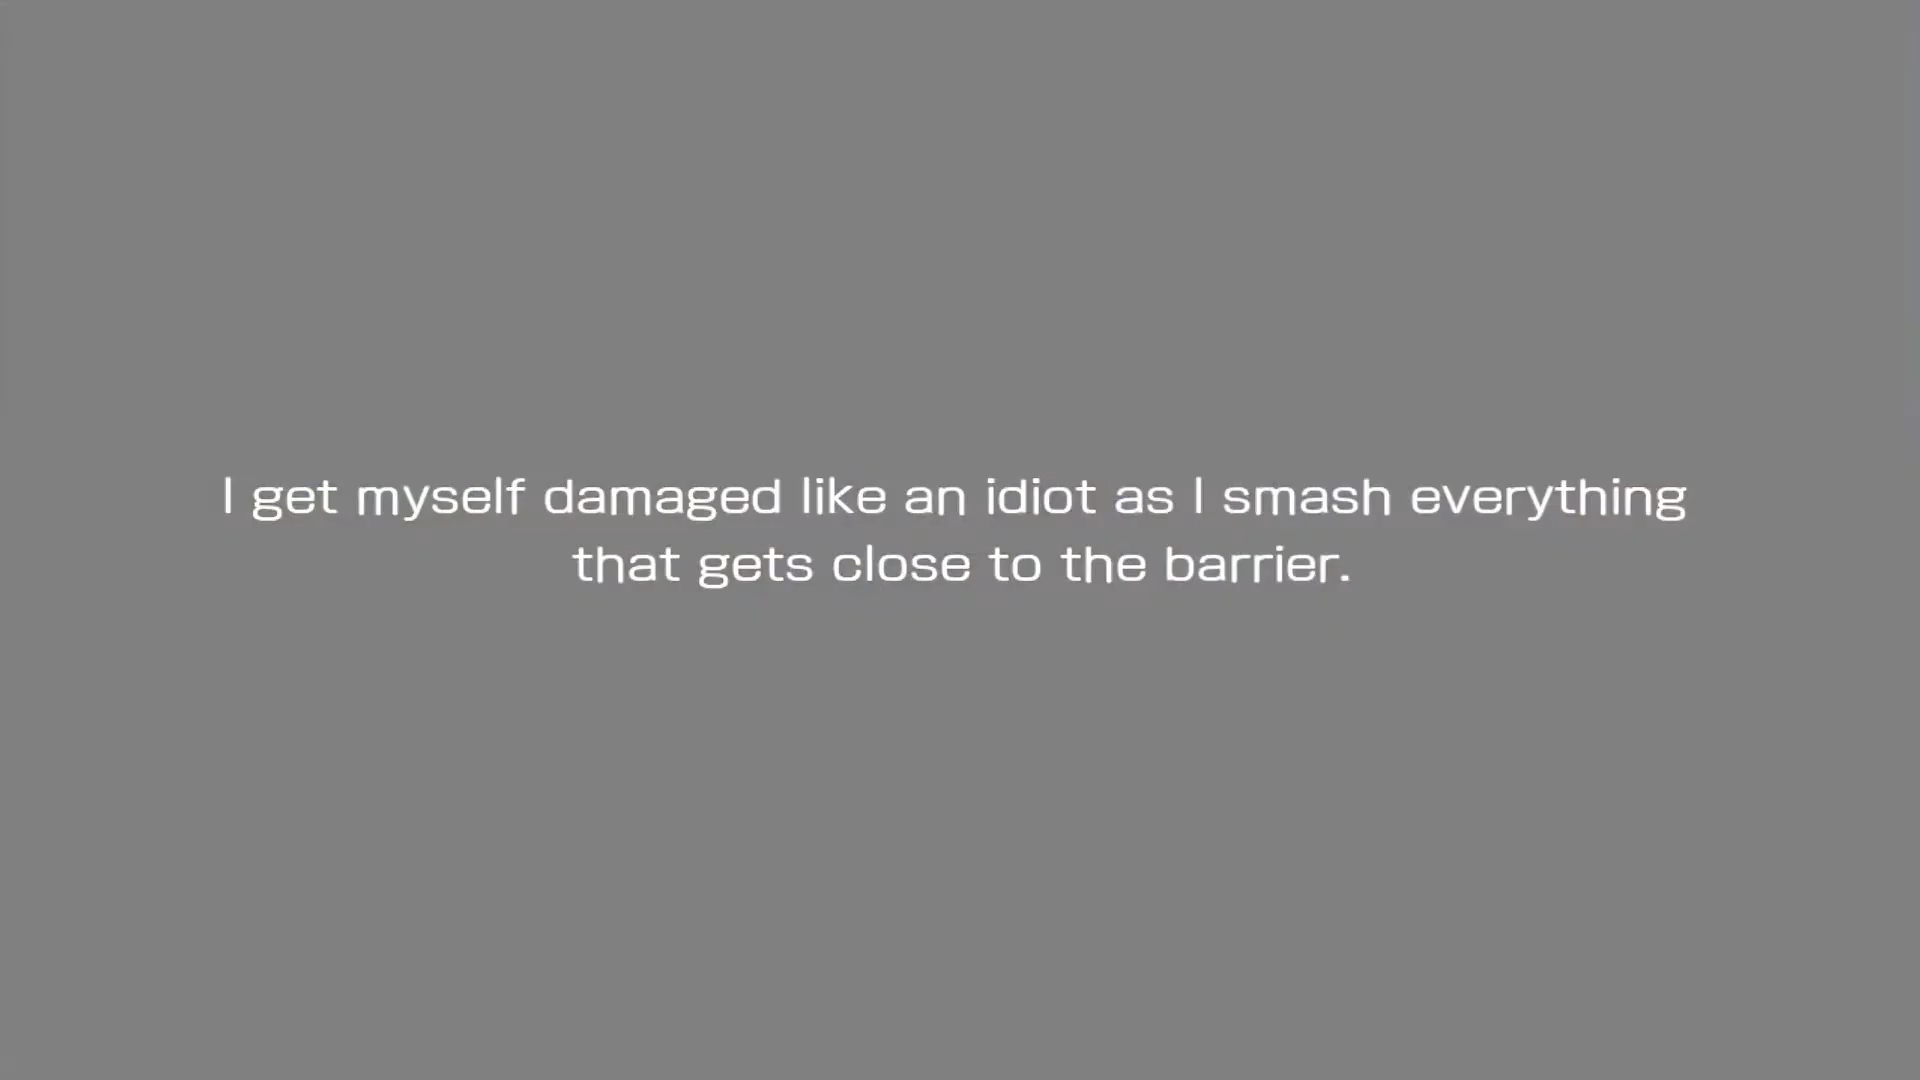 I get myself damaged like an idiot as I smash everything
that gets close to the barrier.